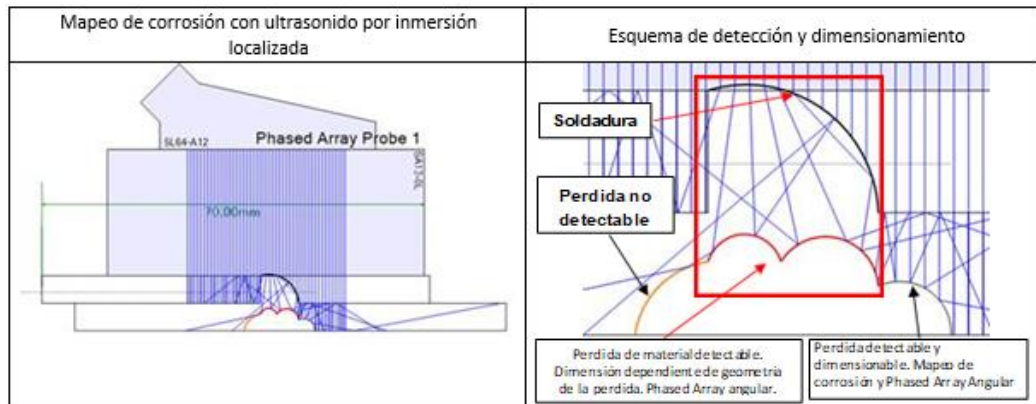 Mapeo de corrosión con ultrasonido por inmersión
localizada
Esquema de detección y dimensionamiento
Phased Array Probe 1
SL64-A12
SA12-0L
70.00mm
Soldadura
Perdida no
detectable
Perdida de material detectable.
Dimensión dependiente de geometría
de la perdida. Phased Array angular.
Perdida detectable y
dimensionable. Mapeo de
corrosión y Phased Array Angular